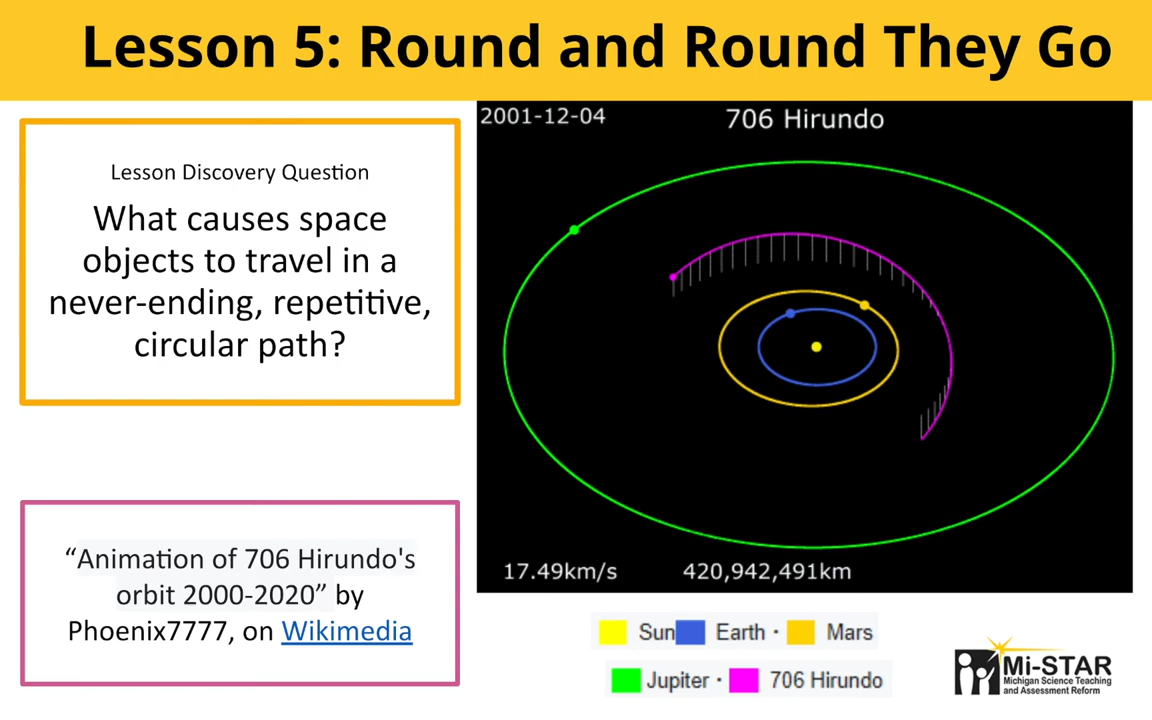 Lesson 5: Round and Round They Go
Lesson Discovery Question
What causes space
objects to travel in a
never-ending, repetitive,
circular path?
“Animation of 706 Hirundo's
orbit 2000-2020” by
Phoenix7777, on Wikimedia
2001-12-04
706 Hirundo
17.49km/s
420,942,491km
Sun Earth · Mars
Jupiter · 706 Hirundo
Mi-STAR
Michigan Science Teaching
and Assessment Reform